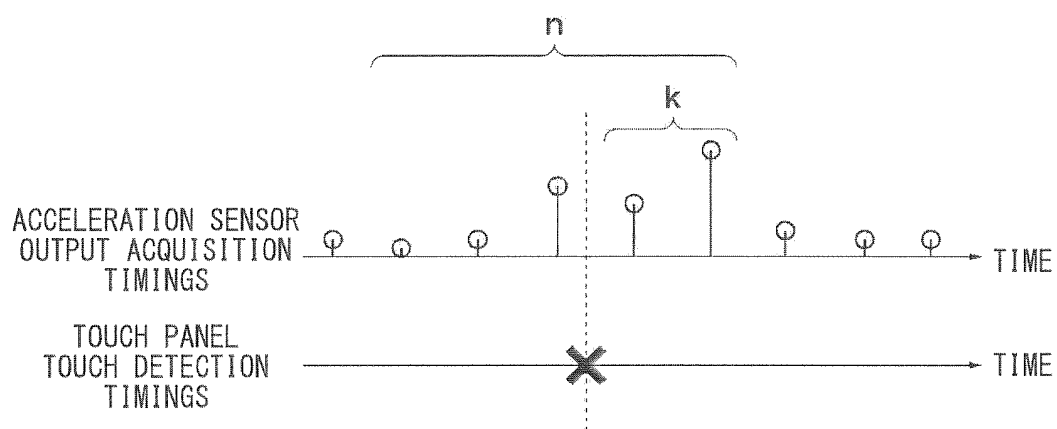 n
k
ACCELERATION SENSOR
OUTPUT ACQUISITION
TIMINGS
TIME
TOUCH PANEL
TOUCH DETECTION
TIMINGS
TIME